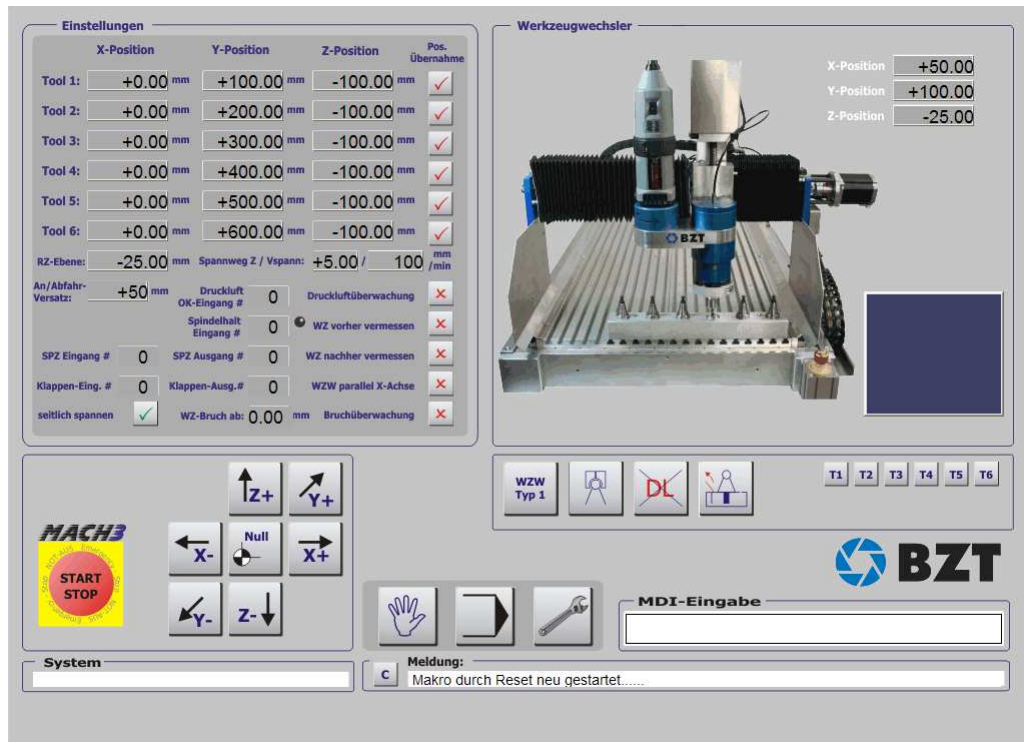 Einstellungen
X-Position Y-Position Z-Position Pos. Übernahme
Tool 1: +0.00 mm +100.00 mm -100.00 mm
Tool 2: +0.00 mm +200.00 mm -100.00 mm
Tool 3: +0.00 mm +300.00 mm -100.00 mm
Tool 4: +0.00 mm +400.00 mm -100.00 mm
Tool 5: +0.00 mm +500.00 mm -100.00 mm
Tool 6: +0.00 mm +600.00 mm -100.00 mm
RZ-Ebene: -25.00 mm Spannweg Z / Vspann: +5.00 / 100 mm /min
An/Abfahr-Versatz: +50 mm Druckluft OK-Eingang # 0 Druckluftüberwachung
Spindelhalt Eingang # 0 WZ vorher vermessen
SPZ Eingang # 0 SPZ Ausgang # 0 WZ nachher vermessen
Klappen-Eing. # 0 Klappen-Ausg.# 0 WZW parallel X-Achse
seitlich spannen WZ-Bruch ab: 0.00 mm Bruchüberwachung
Werkzeugwechsler
X-Position +50.00
Y-Position +100.00
Z-Position -25.00
BZT
WZW Typ 1
DL
T1 T2 T3 T4 T5 T6
MACH3
NOT-AUS Emergency - Stop NOT-AUS Emergency - Stop
START
STOP
Z+ Y+
X- Null X+
Y- Z-
BZT
MDI-Eingabe
System
Meldung:
C Makro durch Reset neu gestartet......